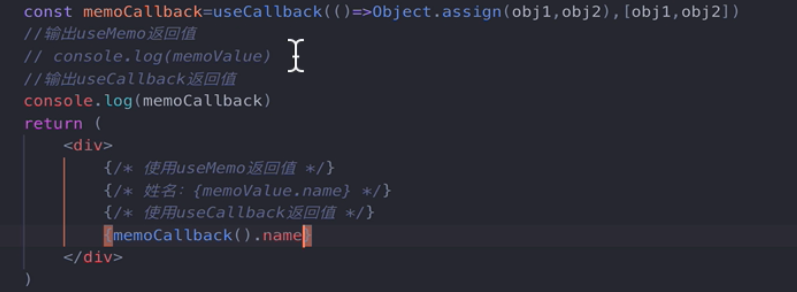 const memoCallback=useCallback(()=>Object.assign(obj1,obj2),[obj1,obj2])
//输出useMemo返回值
// console.log(memoValue)
//输出useCallback返回值
console.log(memoCallback)
return (
<div>
{/* 使用useMemo返回值 */}
{/* 姓名：{memoValue.name} */}
{/* 使用useCallback返回值 */}
{memoCallback().name}
</div>
)